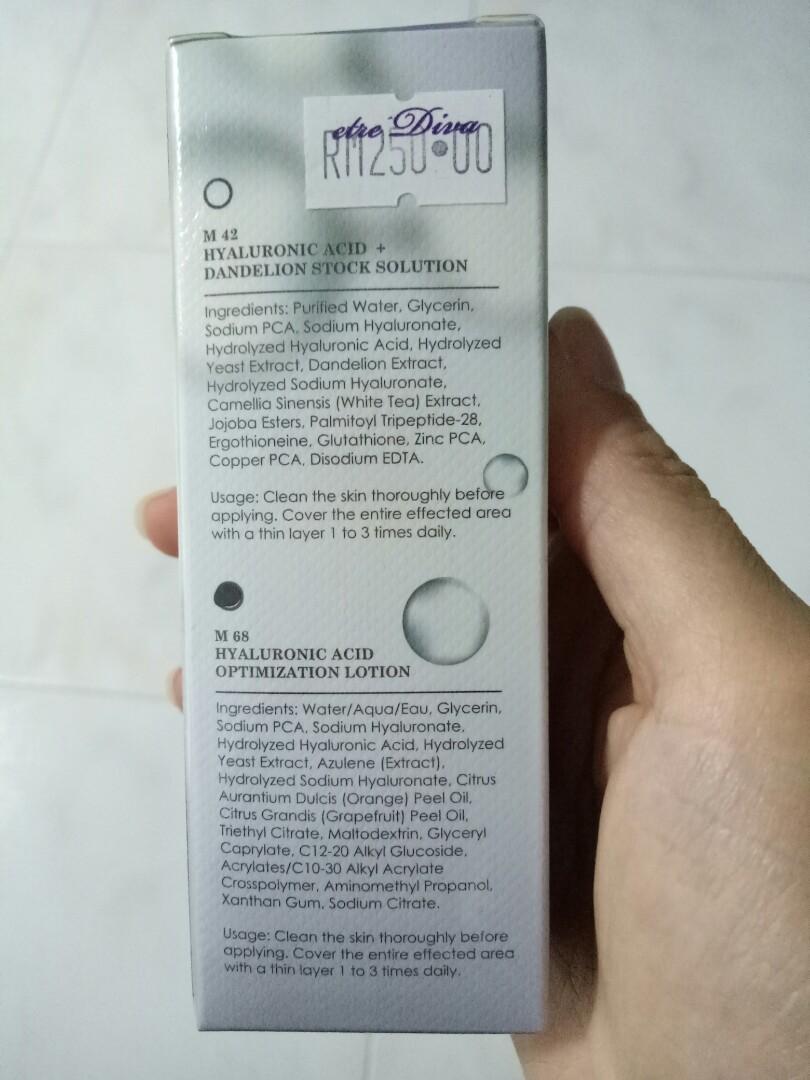 etre Diva
RM250.00
M 42
HYALURONIC ACID +
DANDELION STOCK SOLUTION
Ingredients: Purified Water, Glycerin,
Sodium PCA, Sodium Hyaluronate,
Hydrolyzed Hyaluronic Acid, Hydrolyzed
Yeast Extract, Dandelion Extract,
Hydrolyzed Sodium Hyaluronate,
Camellia Sinensis (White Tea) Extract,
Jojoba Esters, Palmitoyl Tripeptide-28,
Ergothioneine, Glutathione, Zinc PCA,
Copper PCA, Disodium EDTA.
Usage: Clean the skin thoroughly before
applying. Cover the entire effected area
with a thin layer 1 to 3 times daily.
M 68
HYALURONIC ACID
OPTIMIZATION LOTION
Ingredients: Water/Aqua/Eau, Glycerin,
Sodium PCA, Sodium Hyaluronate,
Hydrolyzed Hyaluronic Acid, Hydrolyzed
Yeast Extract, Azulene (Extract),
Hydrolyzed Sodium Hyaluronate, Citrus
Aurantium Dulcis (Orange) Peel Oil,
Citrus Grandis (Grapefruit) Peel Oil,
Triethyl Citrate, Maltodextrin, Glyceryl
Caprylate, C12-20 Alkyl Glucoside,
Acrylates/C10-30 Alkyl Acrylate
Crosspolymer, Aminomethyl Propanol,
Xanthan Gum, Sodium Citrate.
Usage: Clean the skin thoroughly before
applying. Cover the entire effected area
with a thin layer 1 to 3 times daily.